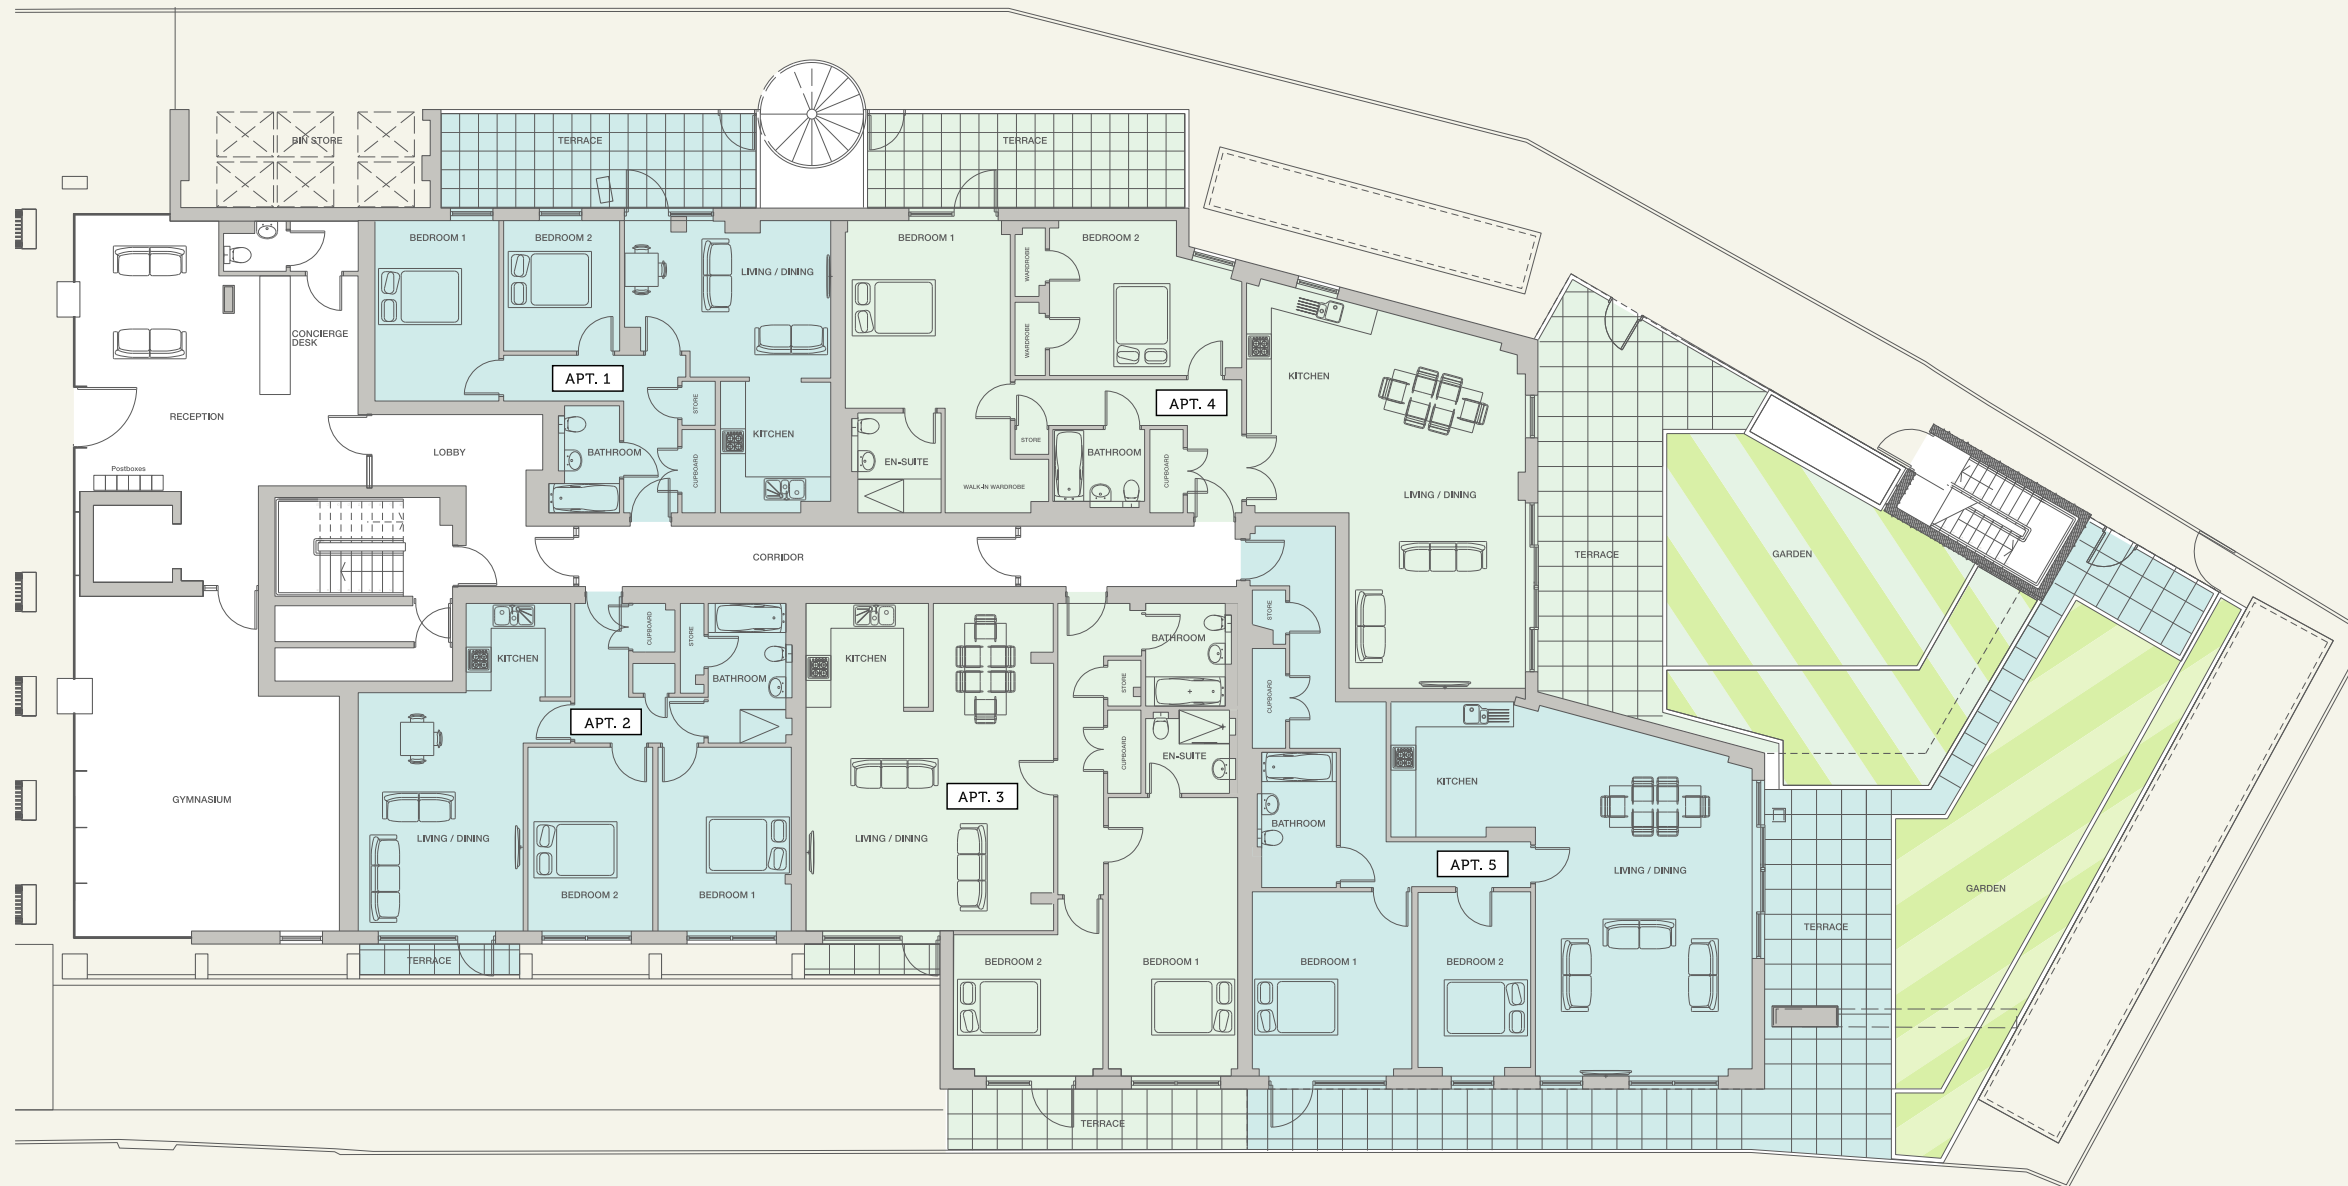 BIN STORE
TERRACE
TERRACE
BEDROOM 1
BEDROOM 2
LIVING / DINING
BEDROOM 1
WARDROBE
BEDROOM 2
CONCIERGE
DESK
WARDROBE
APT. 1
KITCHEN
RECEPTION
STORE
APT. 4
KITCHEN
STORE
LOBBY
BATHROOM
EN-SUITE
BATHROOM
Postboxes
CUPBOARD
WALK-IN WARDROBE
CUPBOARD
LIVING / DINING
CORRIDOR
TERRACE
GARDEN
STORE
CUPBOARD
STORE
BATHROOM
KITCHEN
KITCHEN
BATHROOM
STORE
CUPBOARD
APT. 2
CUPBOARD
EN-SUITE
KITCHEN
GYMNASIUM
APT. 3
BATHROOM
LIVING / DINING
LIVING / DINING
APT. 5
LIVING / DINING
GARDEN
BEDROOM 2
BEDROOM 1
TERRACE
TERRACE
BEDROOM 2
BEDROOM 1
BEDROOM 1
BEDROOM 2
TERRACE